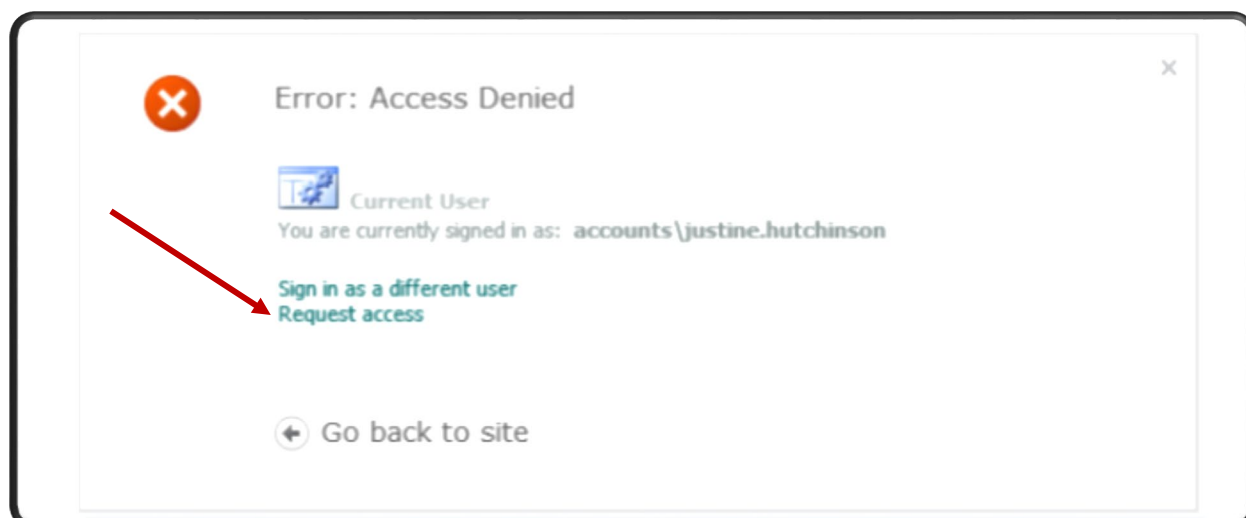 Error: Access Denied
Current User
You are currently signed in as: accounts\justine.hutchinson
Sign in as a different user
Request access
Go back to site